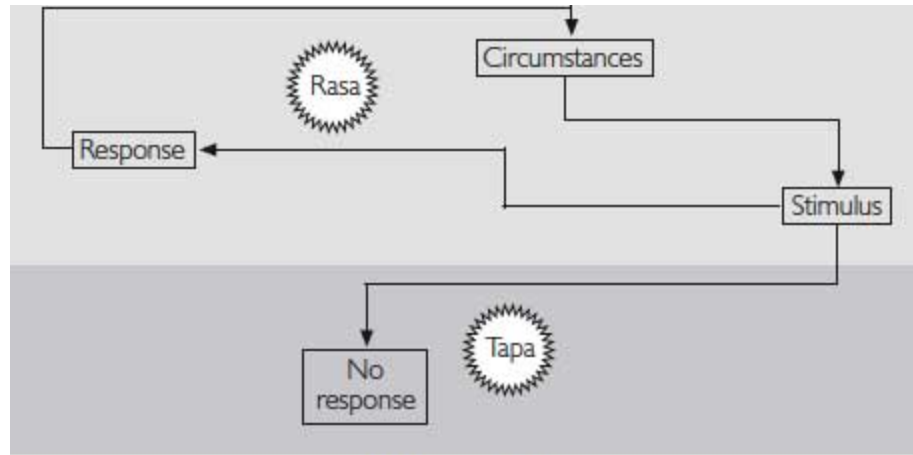 Circumstances
Rasa
Response
Stimulus
Tapa
No
response